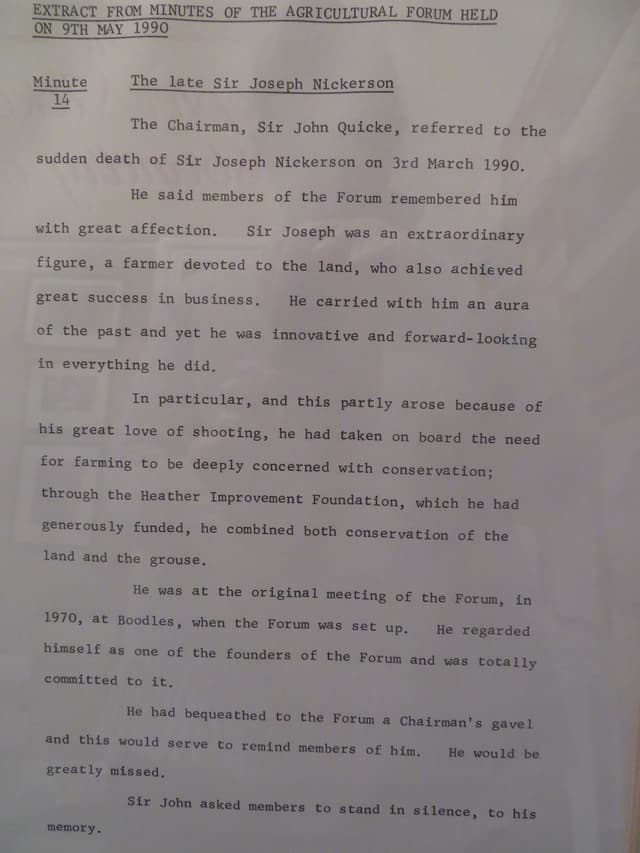 EXTRACT FROM MINUTES OF THE AGRICULTURAL FORUM HELD
ON 9TH MAY 1990
Minute The late Sir Joseph Nickerson
14
The Chairman, Sir John Quicke, referred to the
sudden death of Sir Joseph Nickerson on 3rd March 1990.
He said members of the Forum remembered him
with great affection. Sir Joseph was an extraordinary
figure, a farmer devoted to the land, who also achieved
great success in business. He carried with him an aura
of the past and yet he was innovative and forward-looking
in everything he did.
In particular, and this partly arose because of
his great love of shooting, he had taken on board the need
for farming to be deeply concerned with conservation;
through the Heather Improvement Foundation, which he had
generously funded, he combined both conservation of the
land and the grouse.
He was at the original meeting of the Forum, in
1970, at Boodles, when the Forum was set up. He regarded
himself as one of the founders of the Forum and was totally
committed to it.
He had bequeathed to the Forum a Chairman's gavel
and this would serve to remind members of him. He would be
greatly missed.
Sir John asked members to stand in silence, to his
memory.